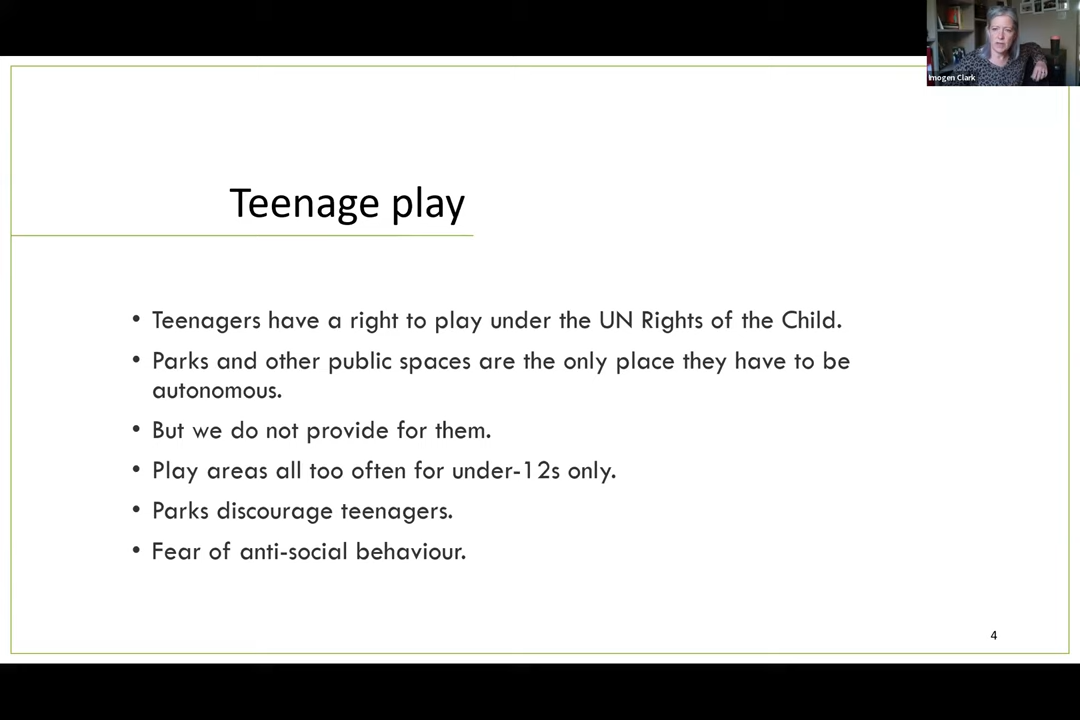 Imogen Clark
Teenage play
• Teenagers have a right to play under the UN Rights of the Child.
• Parks and other public spaces are the only place they have to be
autonomous.
• But we do not provide for them.
• Play areas all too often for under-12s only.
• Parks discourage teenagers.
• Fear of anti-social behaviour.
4